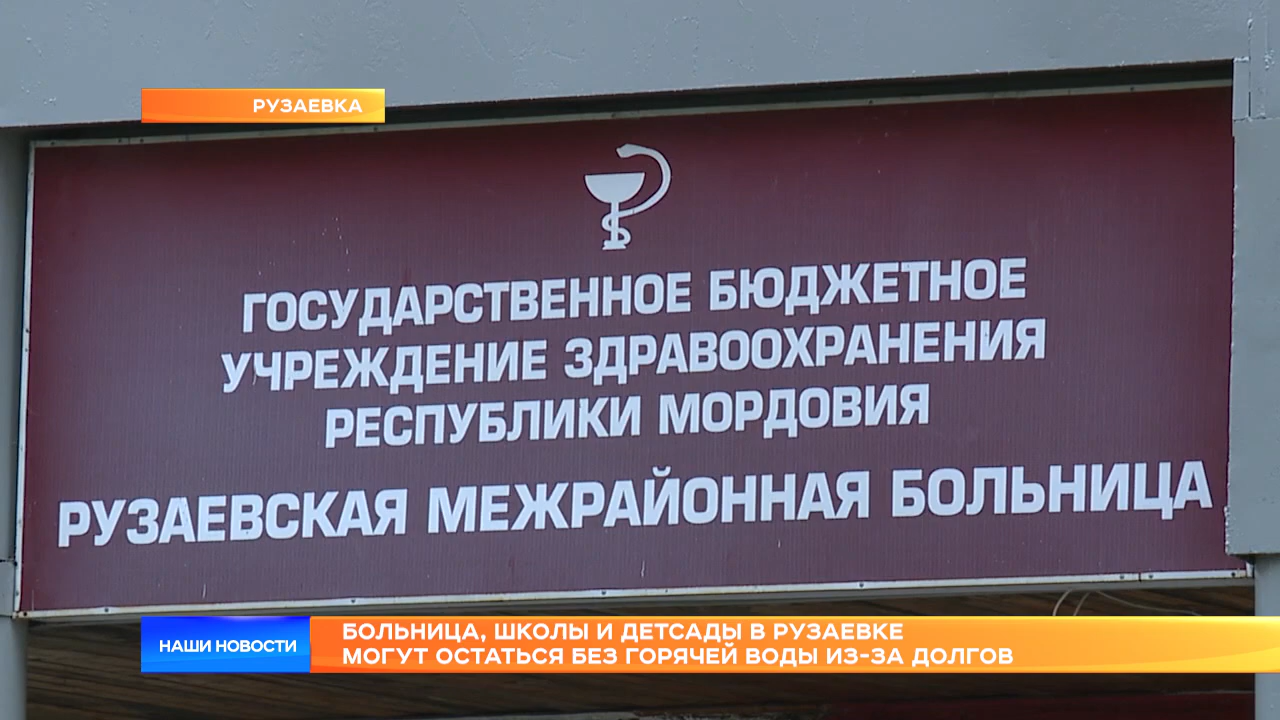 РУЗАЕВКА
ГОСУДАРСТВЕННОЕ БЮДЖЕТНОЕ
УЧРЕЖДЕНИЕ ЗДРАВООХРАНЕНИЯ
РЕСПУБЛИКИ МОРДОВИЯ
РУЗАЕВСКАЯ МЕЖРАЙОННАЯ БОЛЬНИЦА
НАШИ НОВОСТИ
БОЛЬНИЦА, ШКОЛЫ И ДЕТСАДЫ В РУЗАЕВКЕ
МОГУТ ОСТАТЬСЯ БЕЗ ГОРЯЧЕЙ ВОДЫ ИЗ-ЗА ДОЛГОВ